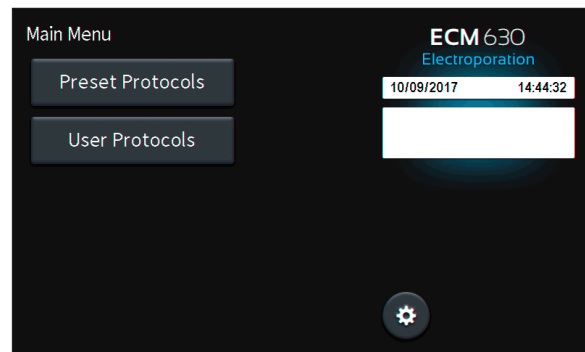 Main Menu
Preset Protocols
User Protocols
ECM 630
Electroporation
10/09/2017 14:44:32